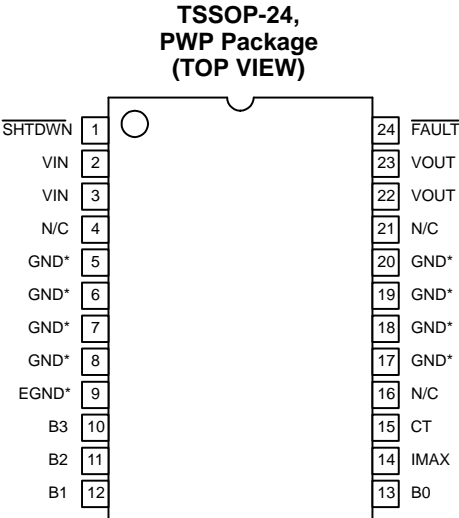 TSSOP-24,
PWP Package
(TOP VIEW)
SHTDWN 1 24 FAULT
VIN 2 23 VOUT
VIN 3 22 VOUT
N/C 4 21 N/C
GND* 5 20 GND*
GND* 6 19 GND*
GND* 7 18 GND*
GND* 8 17 GND*
EGND* 9 16 N/C
B3 10 15 CT
B2 11 14 IMAX
B1 12 13 B0